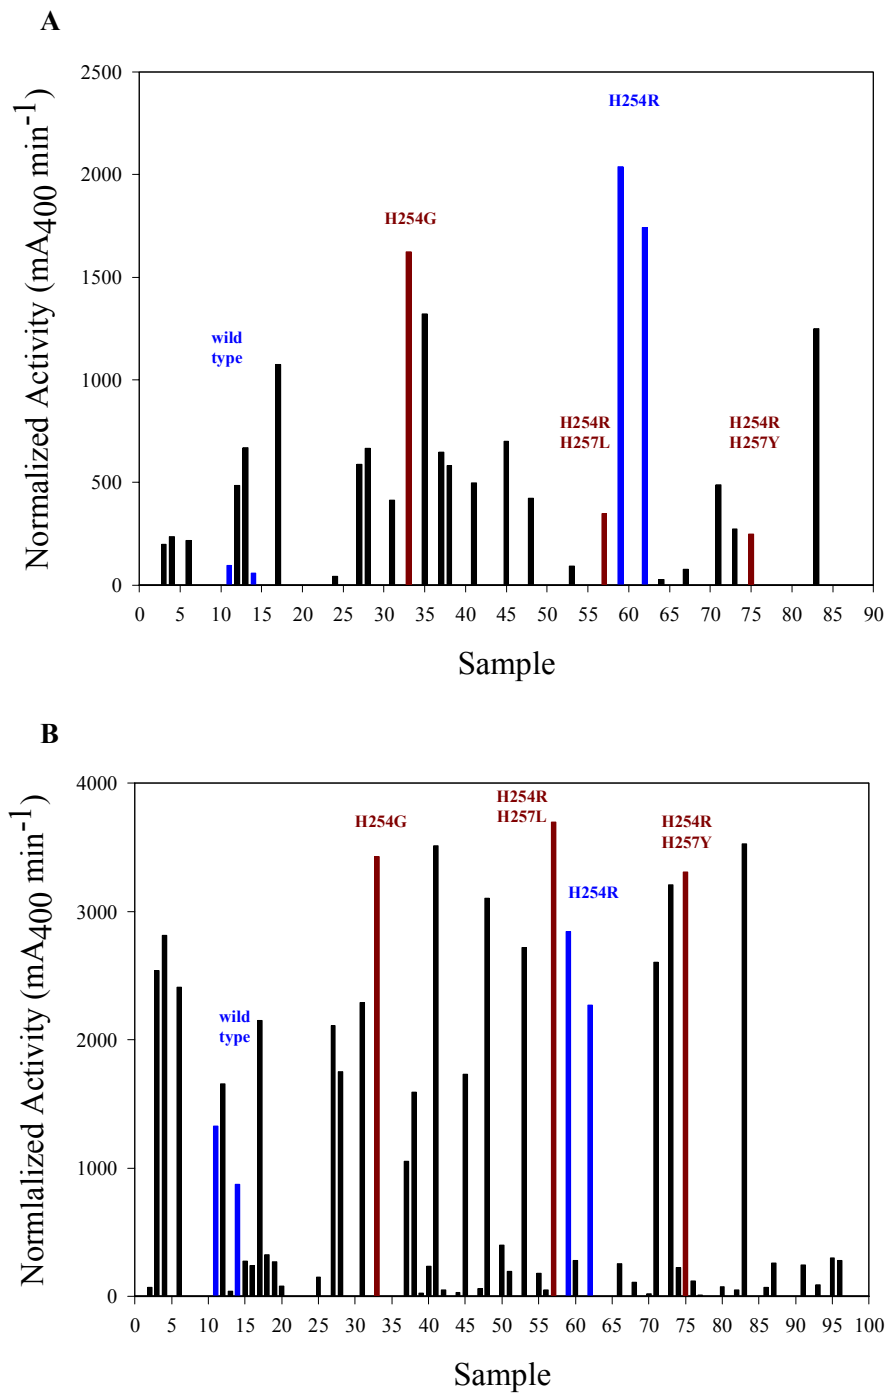 A
2500
2000
1500
1000
500
0
Normalized Activity (mA400 min-1)
H254R
H254G
wild
type
H254R
H257L
H254R
H257Y
0 5 10 15 20 25 30 35 40 45 50 55 60 65 70 75 80 85 90
Sample
B
4000
3000
2000
1000
0
Normlalized Activity (mA400 min-1)
H254R
H257L
H254G
H254R
H257Y
H254R
wild
type
0 5 10 15 20 25 30 35 40 45 50 55 60 65 70 75 80 85 90 95 100
Sample